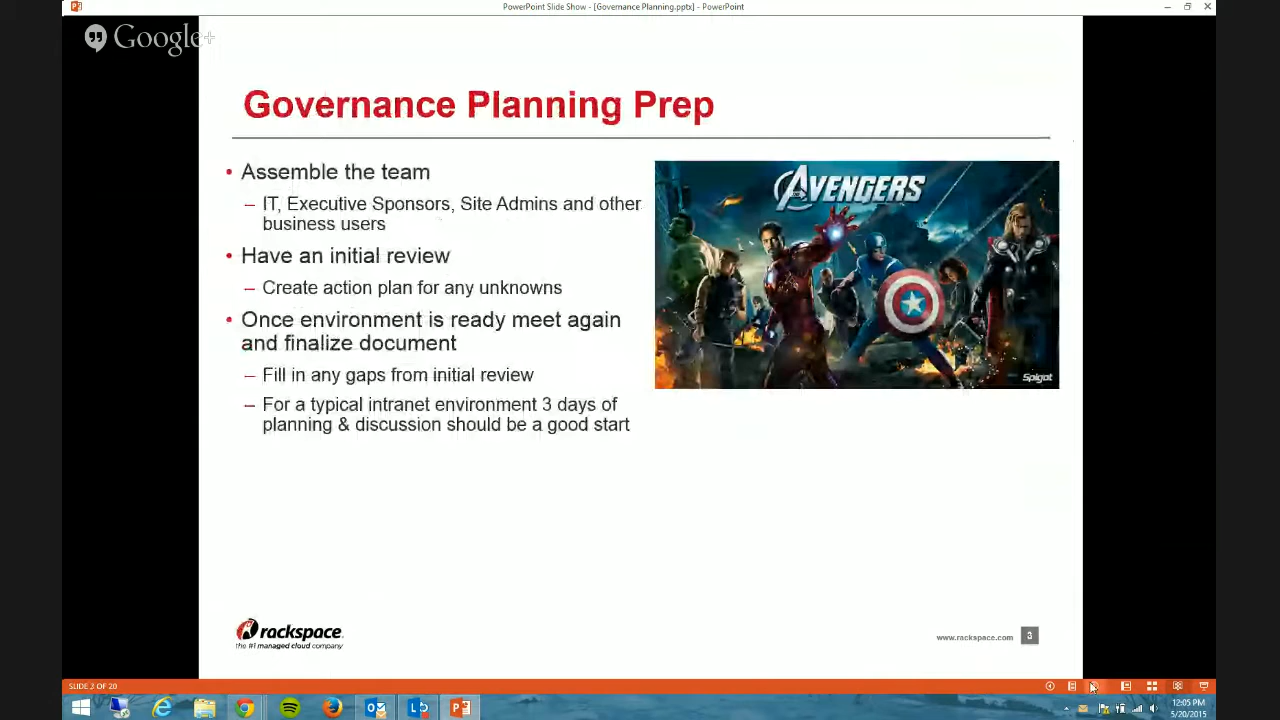 PowerPoint Slide Show - [Governance Planning.pptx] - PowerPoint
Google+
Governance Planning Prep
• Assemble the team
– IT, Executive Sponsors, Site Admins and other
business users
• Have an initial review
– Create action plan for any unknowns
• Once environment is ready meet again
and finalize document
– Fill in any gaps from initial review
– For a typical intranet environment 3 days of
planning & discussion should be a good start
AVENGERS
Spigot
rackspace.
the #1 managed cloud company
www.rackspace.com 3
SLIDE 3 OF 20
12:05 PM
5/20/2015